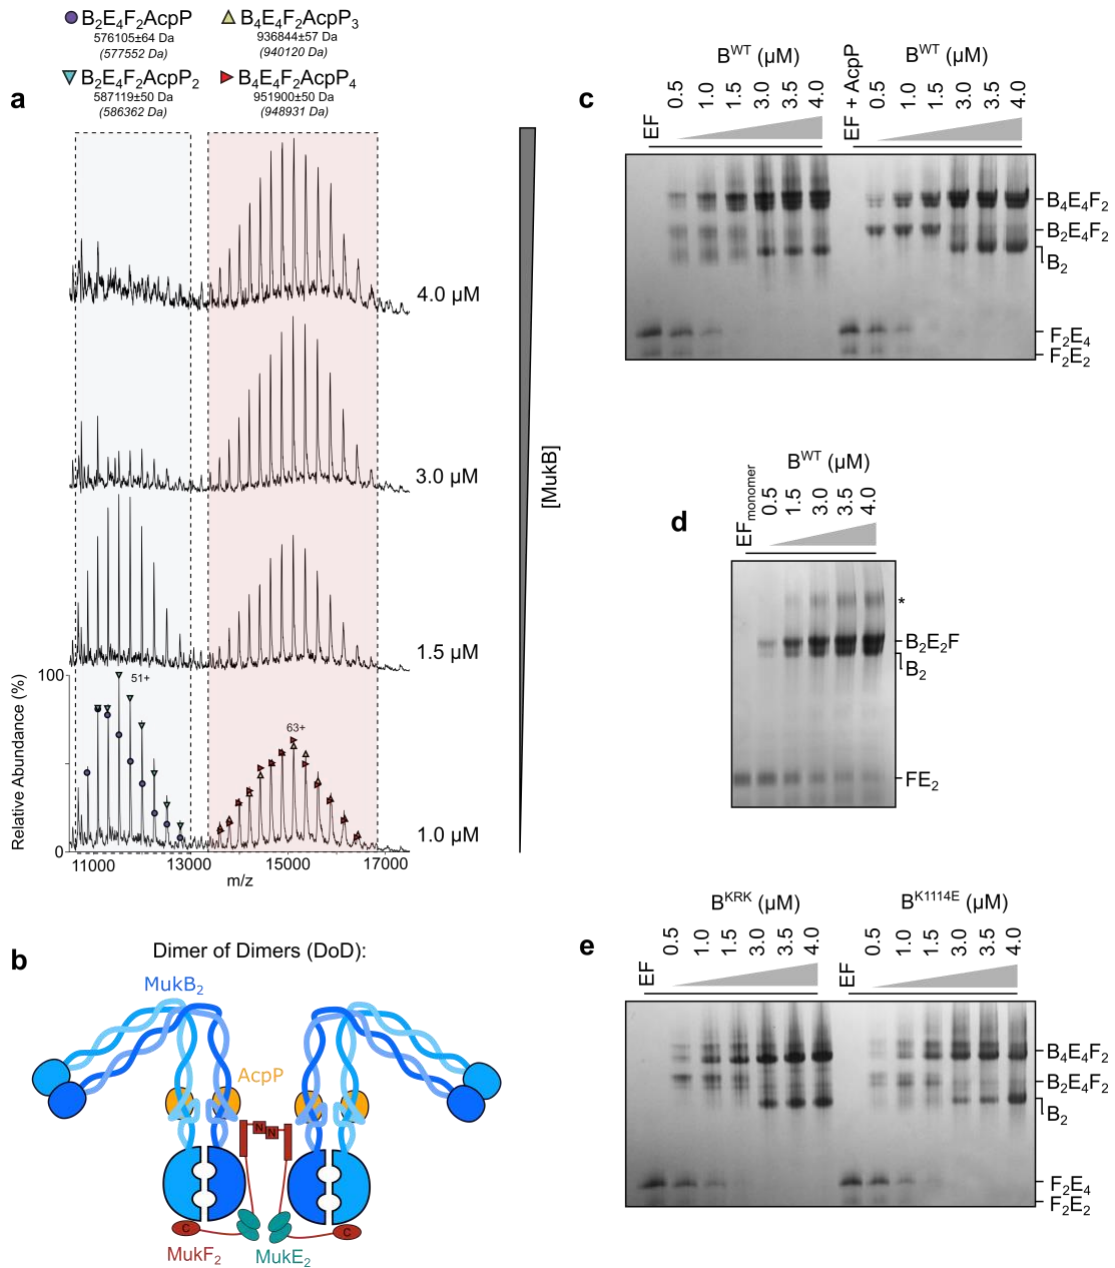 B₂E₄F₂AcpP
576105±64 Da
(577552 Da)
B₄E₄F₂AcpP₃
936844±57 Da
(940120 Da)
B₂E₄F₂AcpP₂
587119±50 Da
(586362 Da)
B₄E₄F₂AcpP₄
951900±50 Da
(948931 Da)
a
4.0 µM
3.0 µM
1.5 µM
1.0 µM
[MukB]
100
0
Relative Abundance (%)
51+
63+
11000 13000 15000 17000
m/z
b
Dimer of Dimers (DoD):
MukB₂
AcpP
N N
C C
MukF₂
MukE₂
c
Bᵂᵀ (µM) Bᵂᵀ (µM)
EF 0.5 1.0 1.5 3.0 3.5 4.0 EF + AcpP 0.5 1.0 1.5 3.0 3.5 4.0
B₄E₄F₂
B₂E₄F₂
B₂
F₂E₄
F₂E₂
d
Bᵂᵀ (µM)
EFmonomer 0.5 1.5 3.0 3.5 4.0
*
B₂E₂F
B₂
FE₂
e
Bᴷᴿᴷ (µM) Bᴷ¹¹¹⁴ᴱ (µM)
EF 0.5 1.0 1.5 3.0 3.5 4.0 EF 0.5 1.0 1.5 3.0 3.5 4.0
B₄E₄F₂
B₂E₄F₂
B₂
F₂E₄
F₂E₂